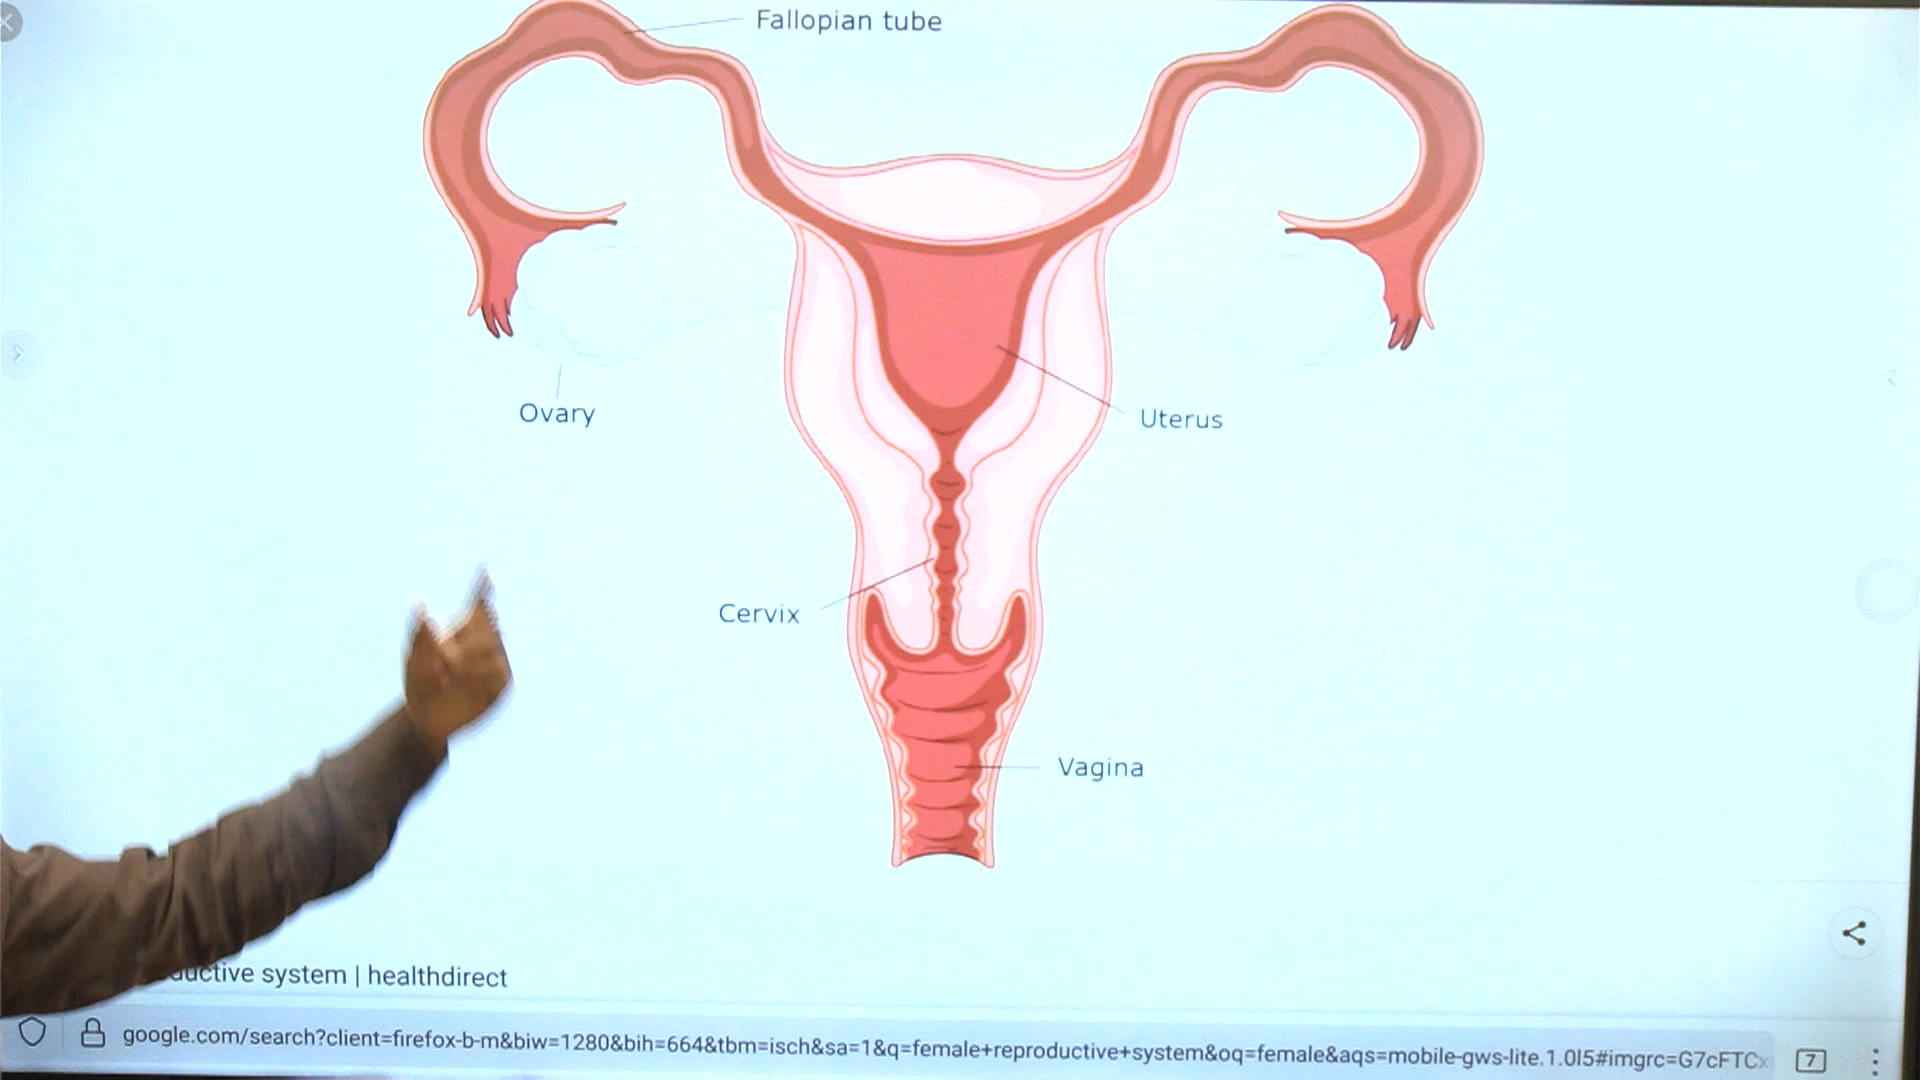 Fallopian tube
Ovary
Uterus
Cervix
Vagina
ductive system | healthdirect
google.com/search?client=firefox-b-m&biw=1280&bih=664&tbm=isch&sa=1&q=female+reproductive+system&oq=female&aqs=mobile-gws-lite.1.0l5#imgrc=G7cFTCx
7